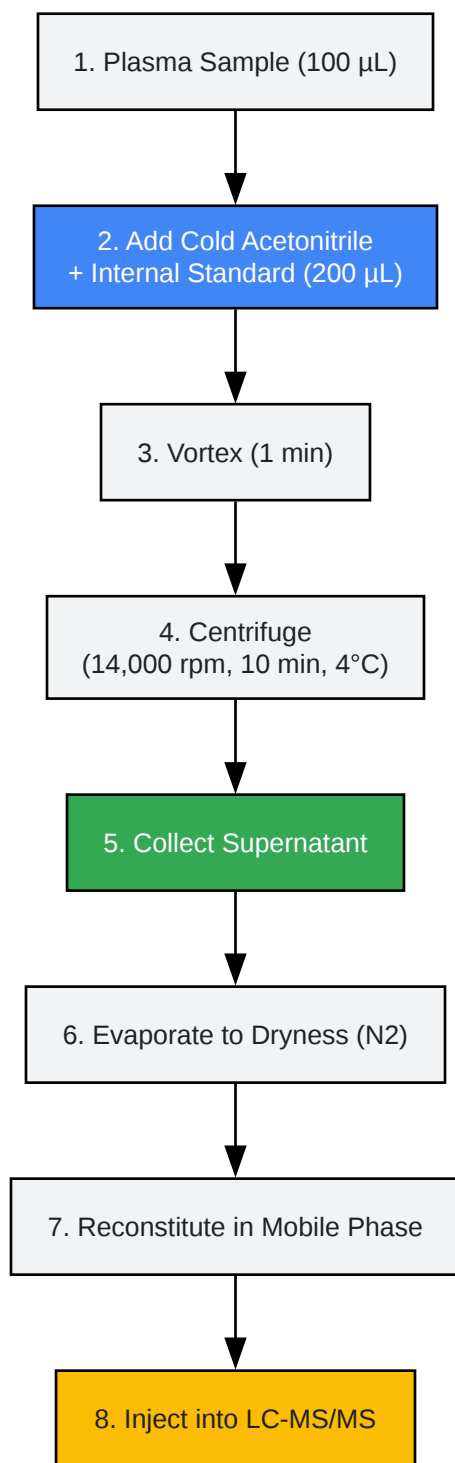 1. Plasma Sample (100 µL)
2. Add Cold Acetonitrile
+ Internal Standard (200 µL)
3. Vortex (1 min)
4. Centrifuge
(14,000 rpm, 10 min, 4°C)
5. Collect Supernatant
6. Evaporate to Dryness (N2)
7. Reconstitute in Mobile Phase
8. Inject into LC-MS/MS